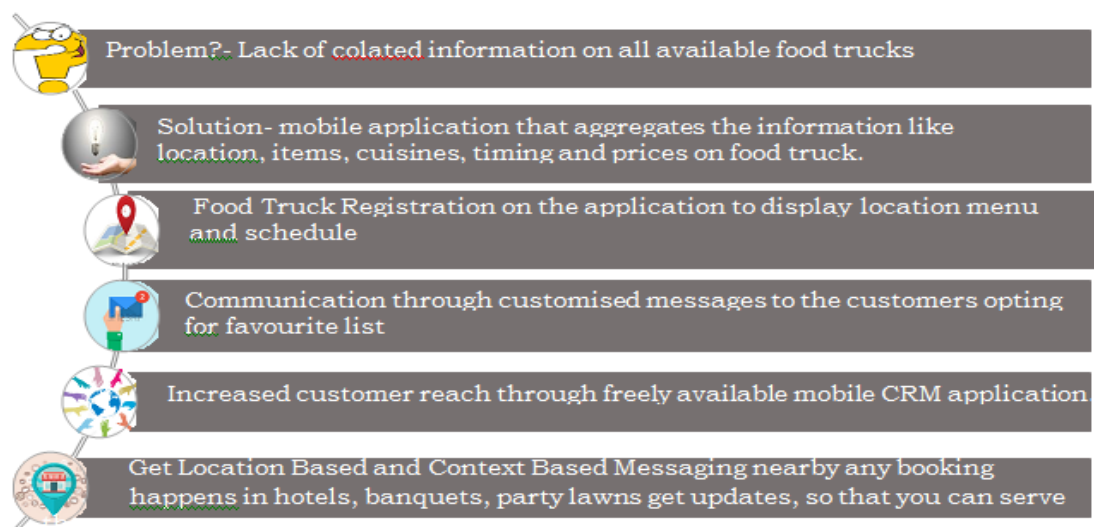 Problem?- Lack of colated information on all available food trucks
Solution- mobile application that aggregates the information like
location, items, cuisines, timing and prices on food truck.
Food Truck Registration on the application to display location menu
and schedule
Communication through customised messages to the customers opting
for favourite list
2
Increased customer reach through freely available mobile CRM application
Get Location Based and Context Based Messaging nearby any booking
happens in hotels, banquets, party lawns get updates, so that you can serve